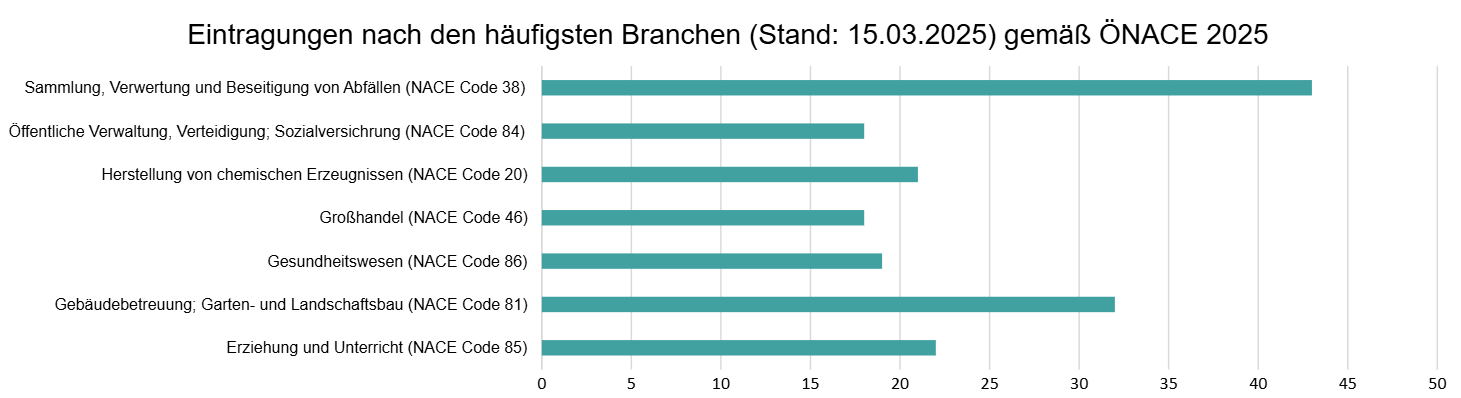 Eintragungen nach den häufigsten Branchen (Stand: 15.03.2025) gemäß ÖNACE 2025
Sammlung, Verwertung und Beseitigung von Abfällen (NACE Code 38)
Öffentliche Verwaltung, Verteidigung; Sozialversichrung (NACE Code 84)
Herstellung von chemischen Erzeugnissen (NACE Code 20)
Großhandel (NACE Code 46)
Gesundheitswesen (NACE Code 86)
Gebäudebetreuung; Garten- und Landschaftsbau (NACE Code 81)
Erziehung und Unterricht (NACE Code 85)
0 5 10 15 20 25 30 35 40 45 50